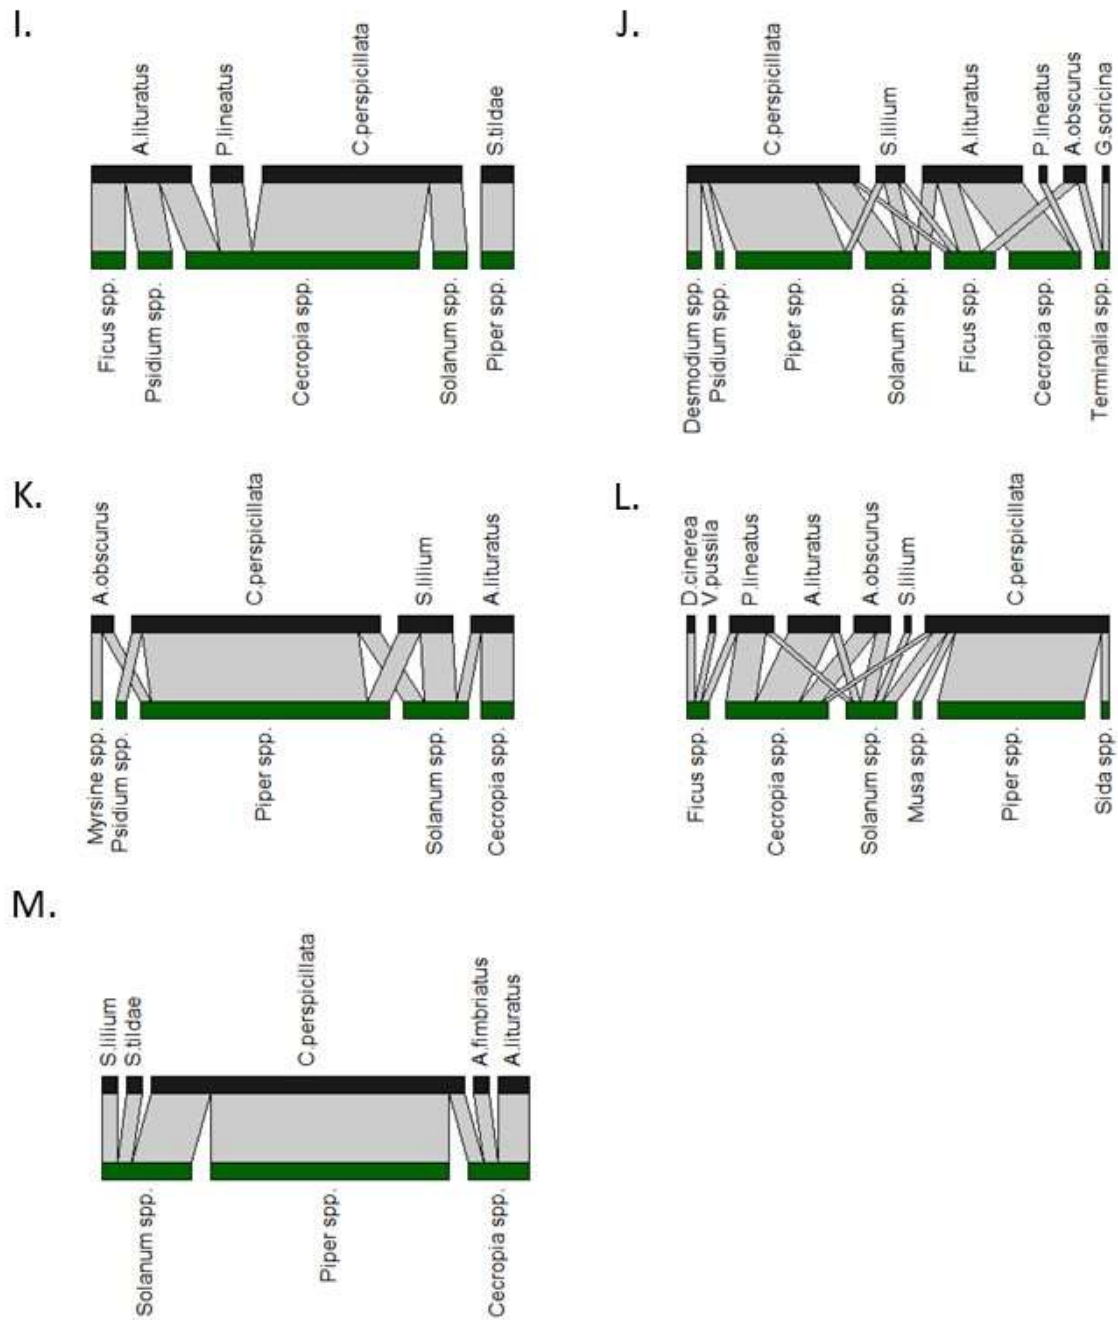 I.
A.lituratus
P.lineatus
C.perspicillata
S.tildae
Ficus spp.
Psidium spp.
Cecropia spp.
Solanum spp.
Piper spp.
J.
C.perspicillata
S.lilium
A.lituratus
P.lineatus
A.obscurus
G.soricina
Desmodium spp.
Psidium spp.
Piper spp.
Solanum spp.
Ficus spp.
Cecropia spp.
Terminalia spp.
K.
A.obscurus
C.perspicillata
S.lilium
A.lituratus
Myrsine spp.
Psidium spp.
Piper spp.
Solanum spp.
Cecropia spp.
L.
D.cinerea
V.pussila
P.lineatus
A.lituratus
A.obscurus
S.lilium
C.perspicillata
Ficus spp.
Cecropia spp.
Solanum spp.
Musa spp.
Piper spp.
Sida spp.
M.
S.lilium
S.tildae
C.perspicillata
A.fimbriatus
A.lituratus
Solanum spp.
Piper spp.
Cecropia spp.